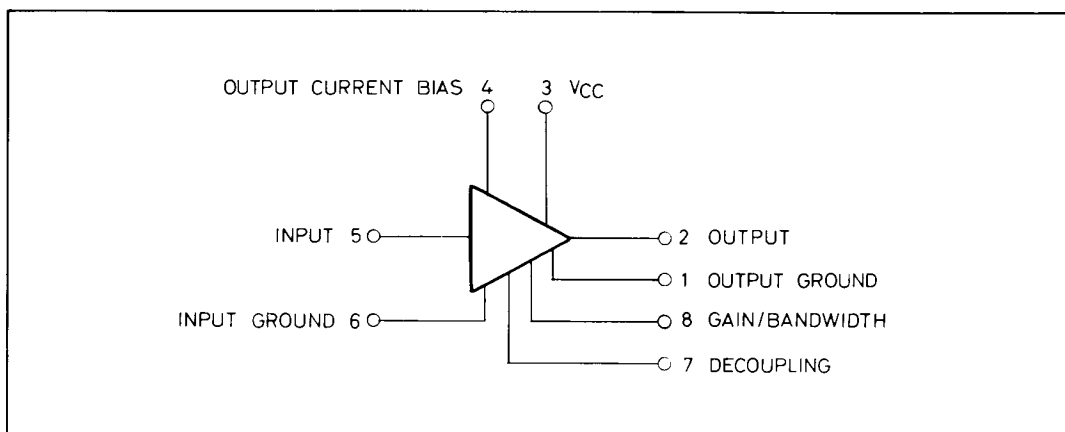 OUTPUT CURRENT BIAS 4
3 VCC
INPUT 5
2 OUTPUT
1 OUTPUT GROUND
INPUT GROUND 6
8 GAIN/BANDWIDTH
7 DECOUPLING